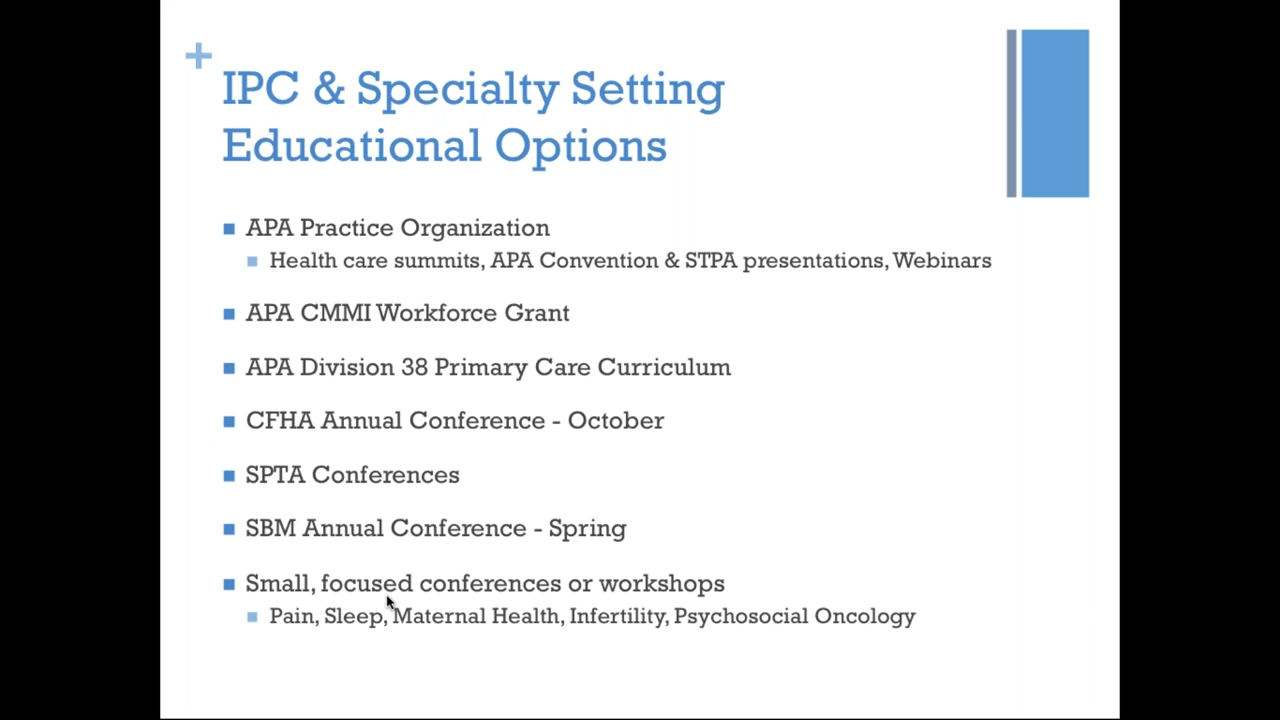 IPC & Specialty Setting
Educational Options
APA Practice Organization
Health care summits, APA Convention & STPA presentations, Webinars
APA CMMI Workforce Grant
APA Division 38 Primary Care Curriculum
CFHA Annual Conference - October
SPTA Conferences
SBM Annual Conference - Spring
Small, focused conferences or workshops
Pain, Sleep, Maternal Health, Infertility, Psychosocial Oncology